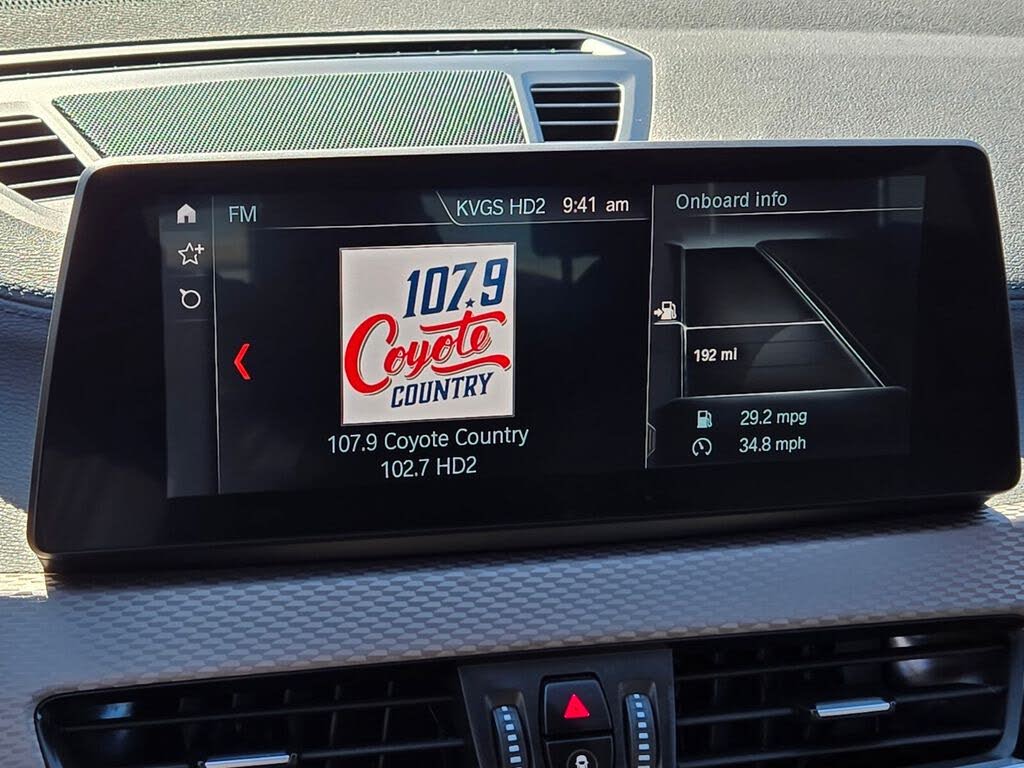 FM
KVGS HD2 9:41 am
107.9
Coyote
COUNTRY
107.9 Coyote Country
102.7 HD2
Onboard info
192 mi
29.2 mpg
34.8 mph